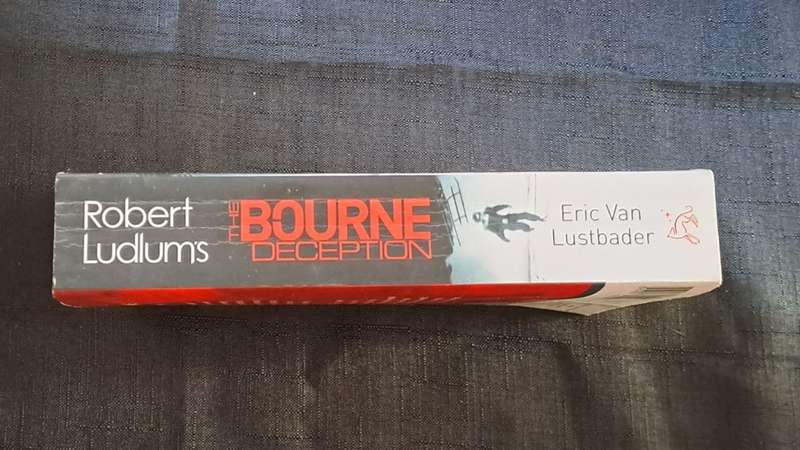 Robert
Ludlum's
THE
BOURNE
DECEPTION
Eric Van
Lustbader